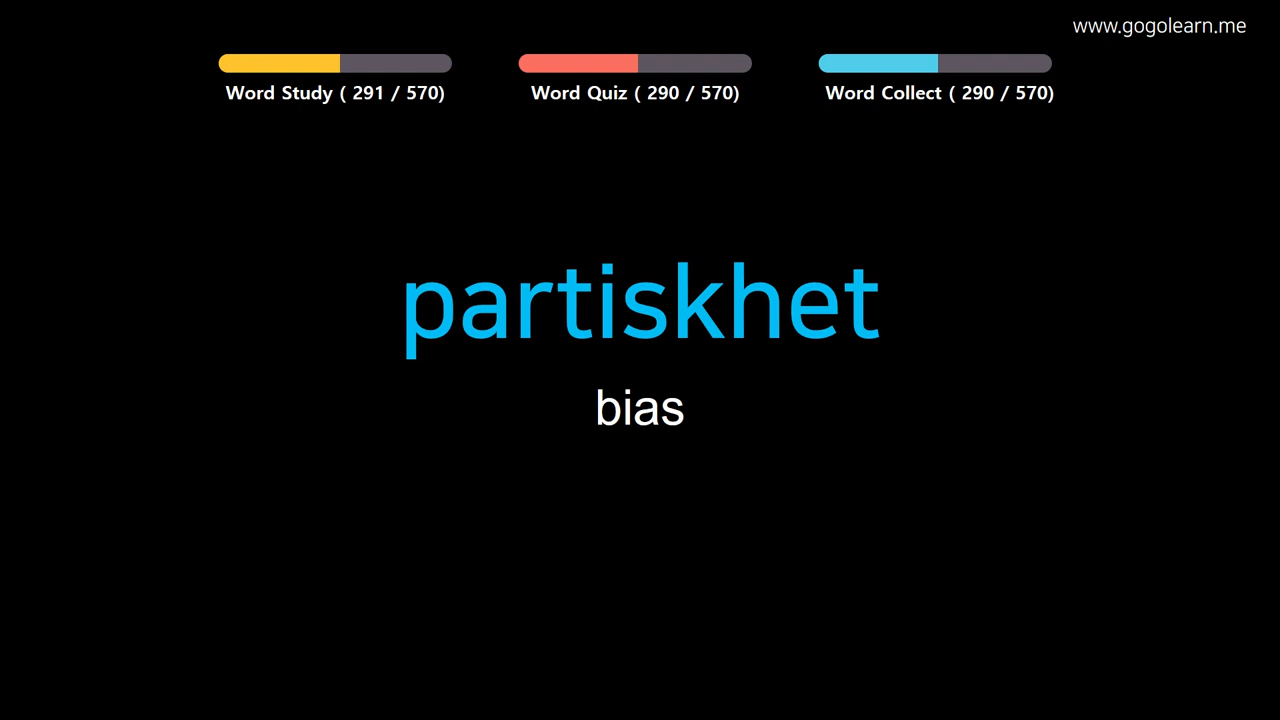 www.gogolearn.me
Word Study ( 291 / 570)
Word Quiz ( 290 / 570)
Word Collect ( 290 / 570)
partiskhet
bias